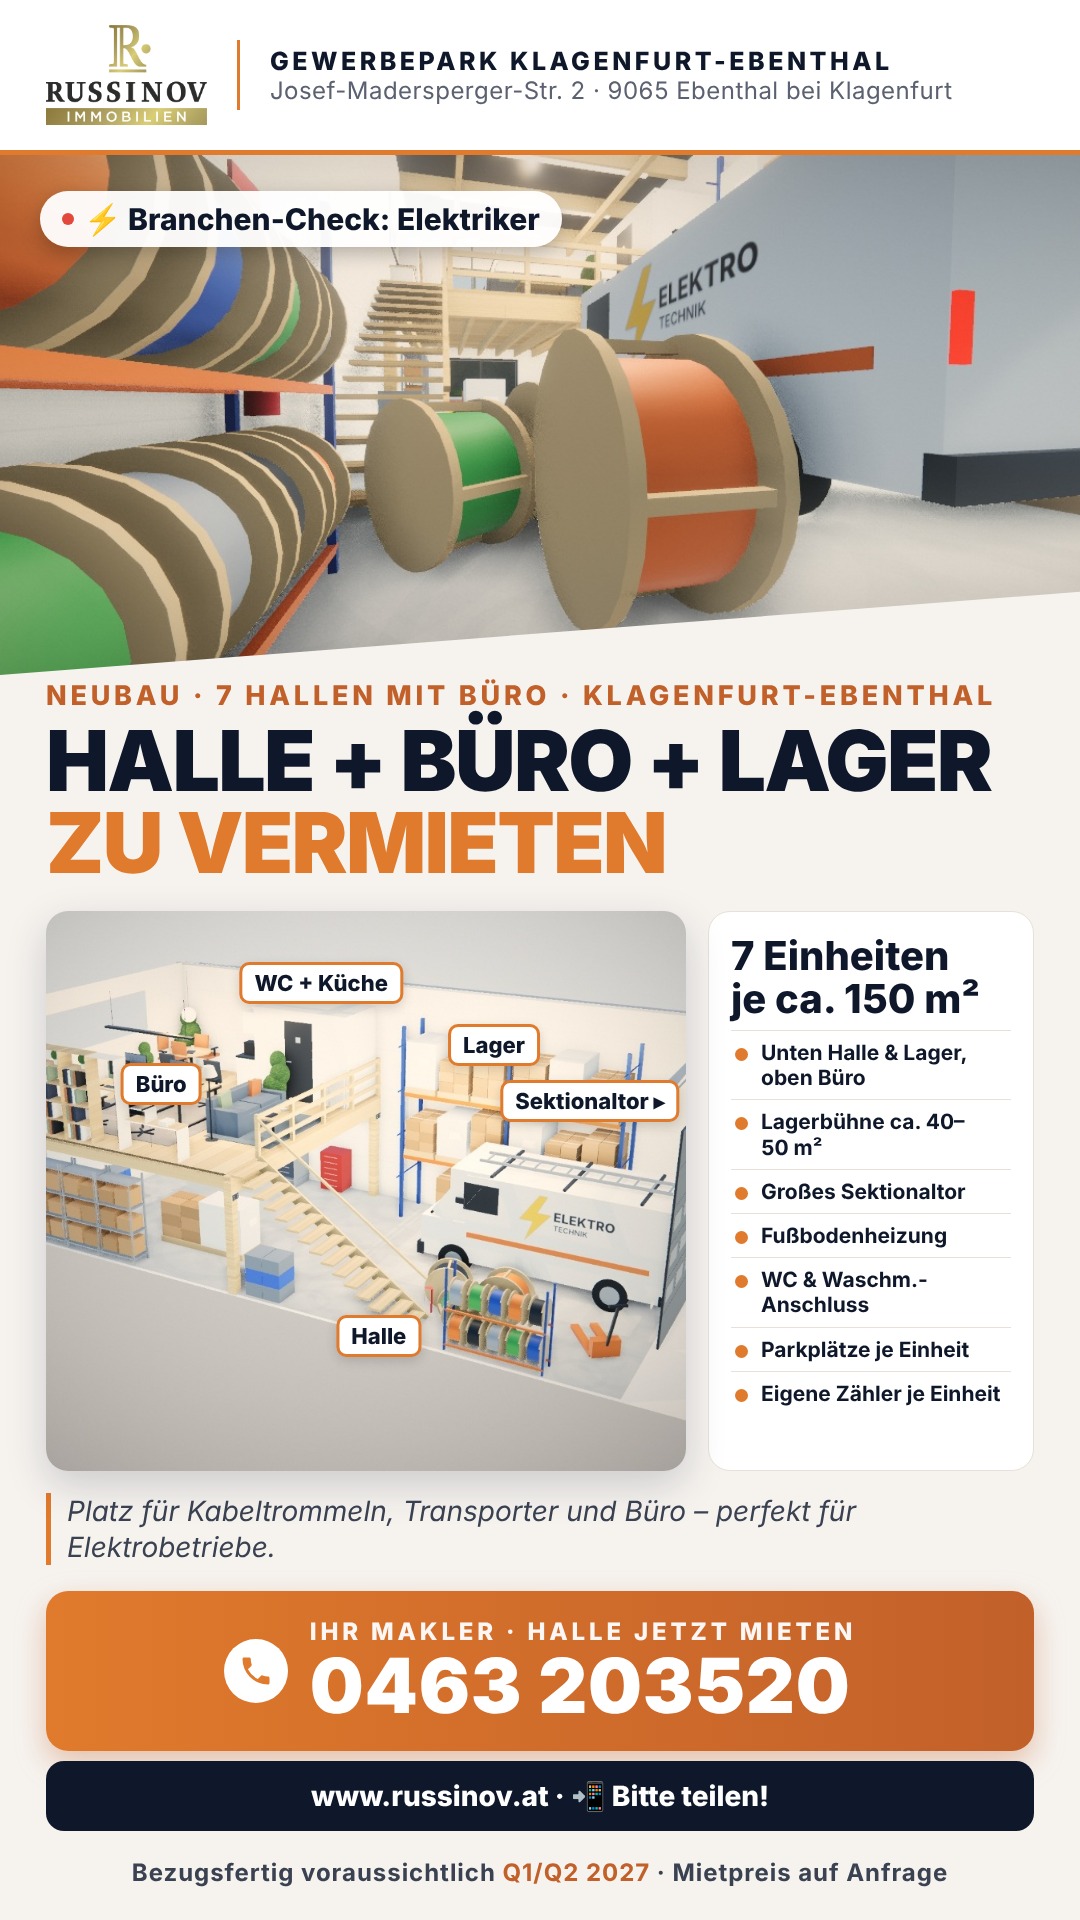 RUSSINOV
IMMOBILIEN
GEWERBEPARK KLAGENFURT-EBENTHAL
Josef-Madersperger-Str. 2 · 9065 Ebenthal bei Klagenfurt
⚡ Branchen-Check: Elektriker
ELEKTRO
TECHNIK
NEUBAU · 7 HALLEN MIT BÜRO · KLAGENFURT-EBENTHAL
HALLE + BÜRO + LAGER
ZU VERMIETEN
WC + Küche
Lager
Büro
Sektionaltor ▸
ELEKTRO
TECHNIK
Halle
7 Einheiten
je ca. 150 m²
Unten Halle & Lager,
oben Büro
Lagerbühne ca. 40–
50 m²
Großes Sektionaltor
Fußbodenheizung
WC & Waschm.-
Anschluss
Parkplätze je Einheit
Eigene Zähler je Einheit
Platz für Kabeltrommeln, Transporter und Büro – perfekt für
Elektrobetriebe.
IHR MAKLER · HALLE JETZT MIETEN
0463 203520
www.russinov.at · 📲 Bitte teilen!
Bezugsfertig voraussichtlich Q1/Q2 2027 · Mietpreis auf Anfrage